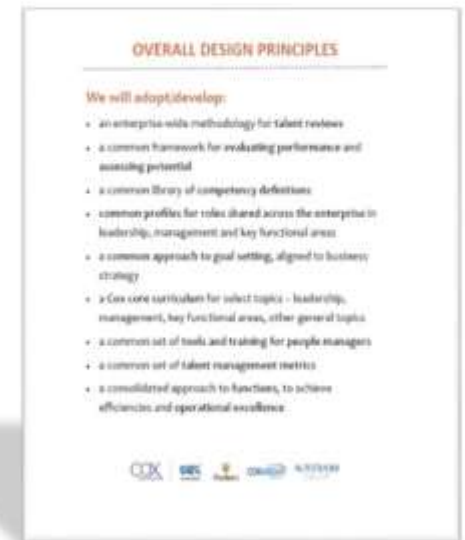 OVERALL DESIGN PRINCIPLES
We will adopt/develop:
• an enterprise-wide methodology for talent reviews
• a common framework for evaluating performance and
assessing potential
• a common library of competency definitions
• common profiles for roles shared across the enterprise in
leadership, management and key functional areas
• a common approach to goal setting, aligned to business
strategy
• a Cox core curriculum for select topics – leadership,
management, key functional areas, other general topics
• a common set of tools and training for people managers
• a common set of talent management metrics
• a consolidated approach to functions, to achieve
efficiencies and operational excellence
COX